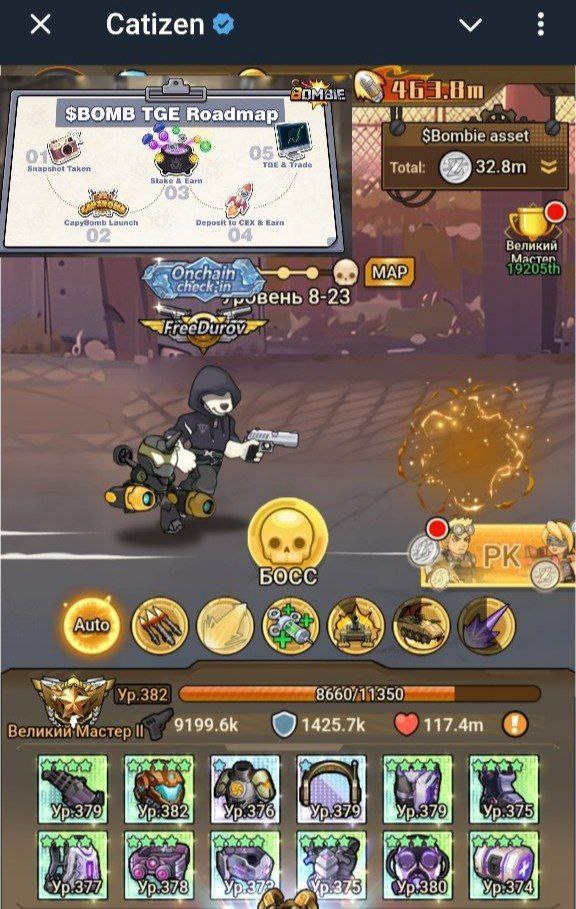 Catizen
BOMBIE
463.8m
$BOMB TGE Roadmap
01
Snapshot Taken
05
TGE & Trade
Stake & Earn
03
CapyBomb Launch
02
Deposit to CEX & Earn
04
$Bombie asset
Total: 32.8m
Великий
Мастер
19205th
Onchain
check-in
MAP
Уровень 8-23
FreeDurov
БОСС
PK
Auto
Ур.382
8660/11350
Великий Мастер II
9199.6k
1425.7k
117.4m
Ур.379
Ур.382
Ур.376
Ур.379
Ур.379
Ур.375
Ур.377
Ур.378
Ур.375
Ур.380
Ур.374